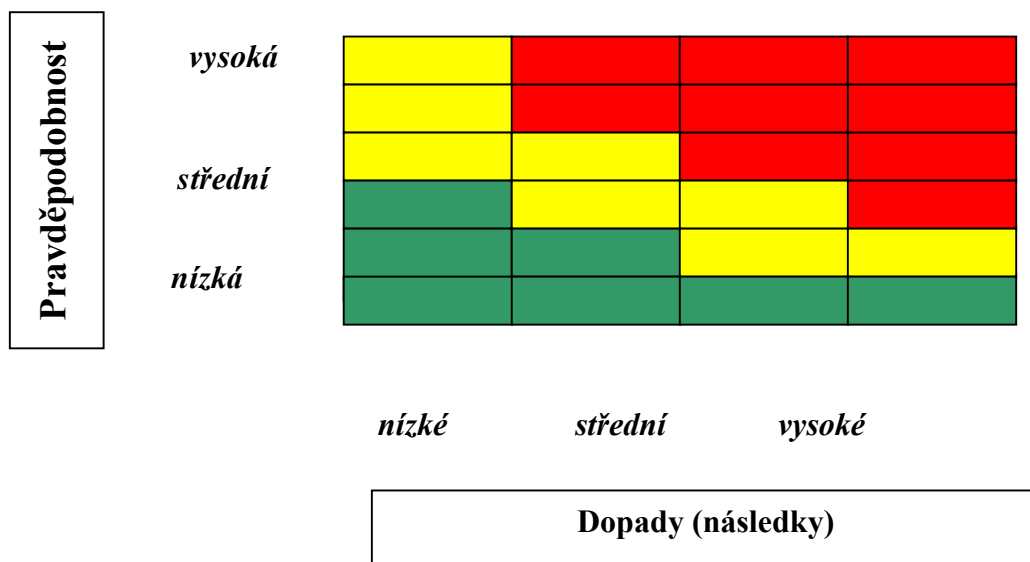 Pravděpodobnost
vysoká
střední
nízká
nízké střední vysoké
Dopady (následky)